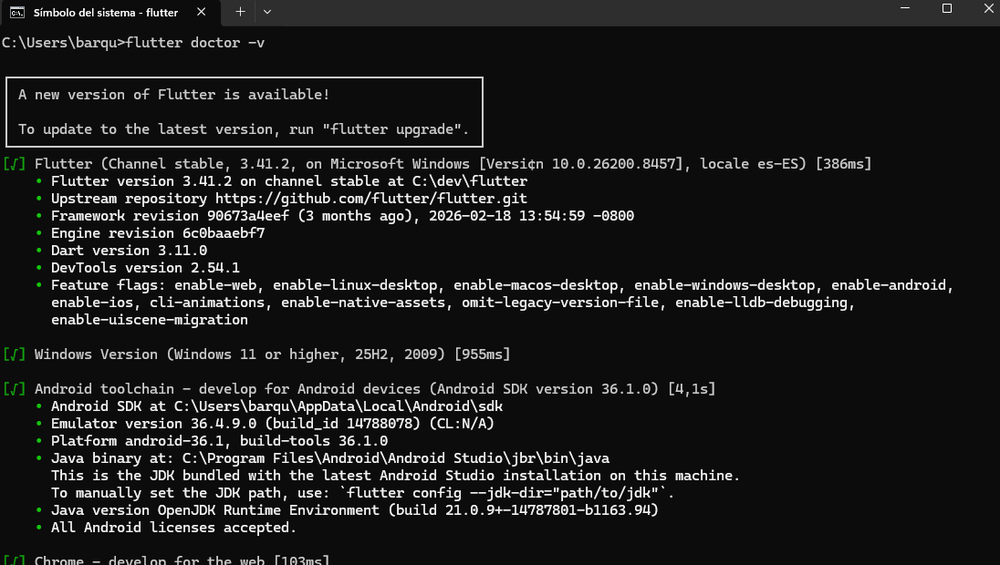 Símbolo del sistema - flutter
C:\Users\barqu>flutter doctor -v
A new version of Flutter is available!
To update to the latest version, run "flutter upgrade".
[√] Flutter (Channel stable, 3.41.2, on Microsoft Windows [Versi¢n 10.0.26200.8457], locale es-ES) [386ms]
• Flutter version 3.41.2 on channel stable at C:\dev\flutter
• Upstream repository https://github.com/flutter/flutter.git
• Framework revision 90673a4eef (3 months ago), 2026-02-18 13:54:59 -0800
• Engine revision 6c0baaebf7
• Dart version 3.11.0
• DevTools version 2.54.1
• Feature flags: enable-web, enable-linux-desktop, enable-macos-desktop, enable-windows-desktop, enable-android,
enable-ios, cli-animations, enable-native-assets, omit-legacy-version-file, enable-lldb-debugging,
enable-uiscene-migration
[√] Windows Version (Windows 11 or higher, 25H2, 2009) [955ms]
[√] Android toolchain - develop for Android devices (Android SDK version 36.1.0) [4,1s]
• Android SDK at C:\Users\barqu\AppData\Local\Android\sdk
• Emulator version 36.4.9.0 (build_id 14788078) (CL:N/A)
• Platform android-36.1, build-tools 36.1.0
• Java binary at: C:\Program Files\Android\Android Studio\jbr\bin\java
This is the JDK bundled with the latest Android Studio installation on this machine.
To manually set the JDK path, use: `flutter config --jdk-dir="path/to/jdk"`.
• Java version OpenJDK Runtime Environment (build 21.0.9+-14787801-b1163.94)
• All Android licenses accepted.
[√] Chrome - develop for the web [103ms]